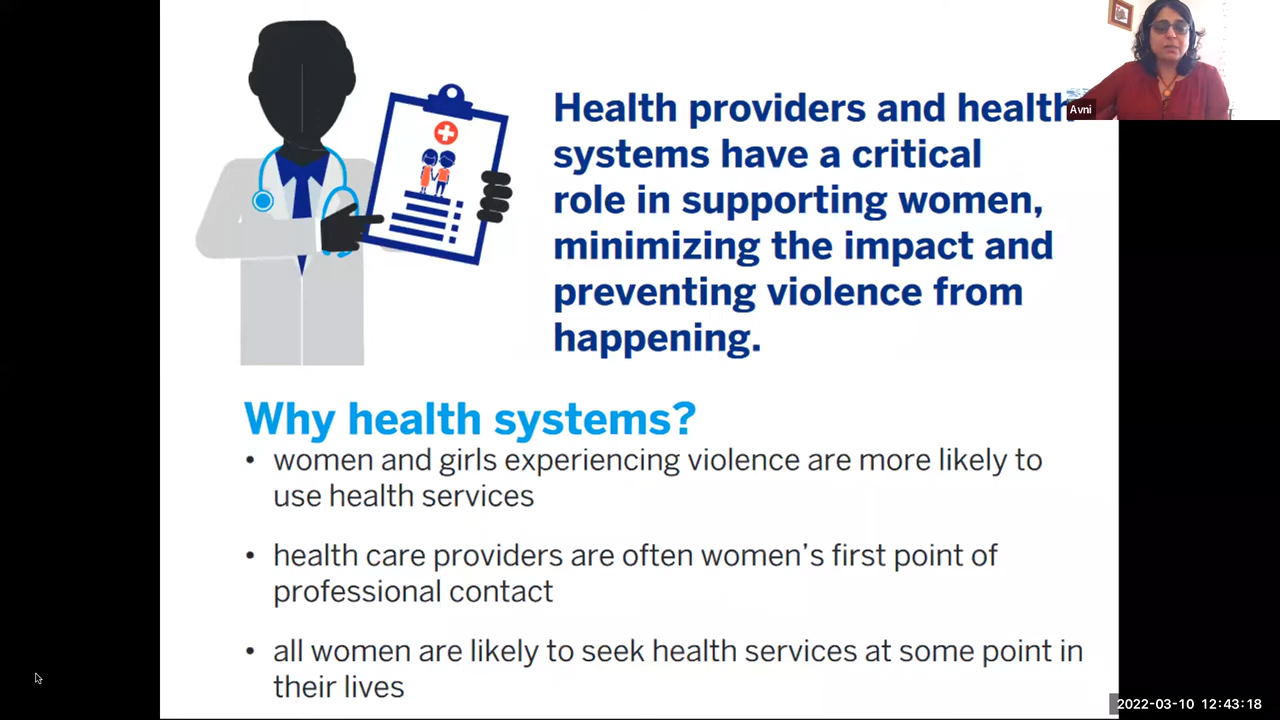 Health providers and health
systems have a critical
role in supporting women,
minimizing the impact and
preventing violence from
happening.
Avni
Why health systems?
• women and girls experiencing violence are more likely to
use health services
• health care providers are often women’s first point of
professional contact
• all women are likely to seek health services at some point in
their lives
2022-03-10 12:43:18